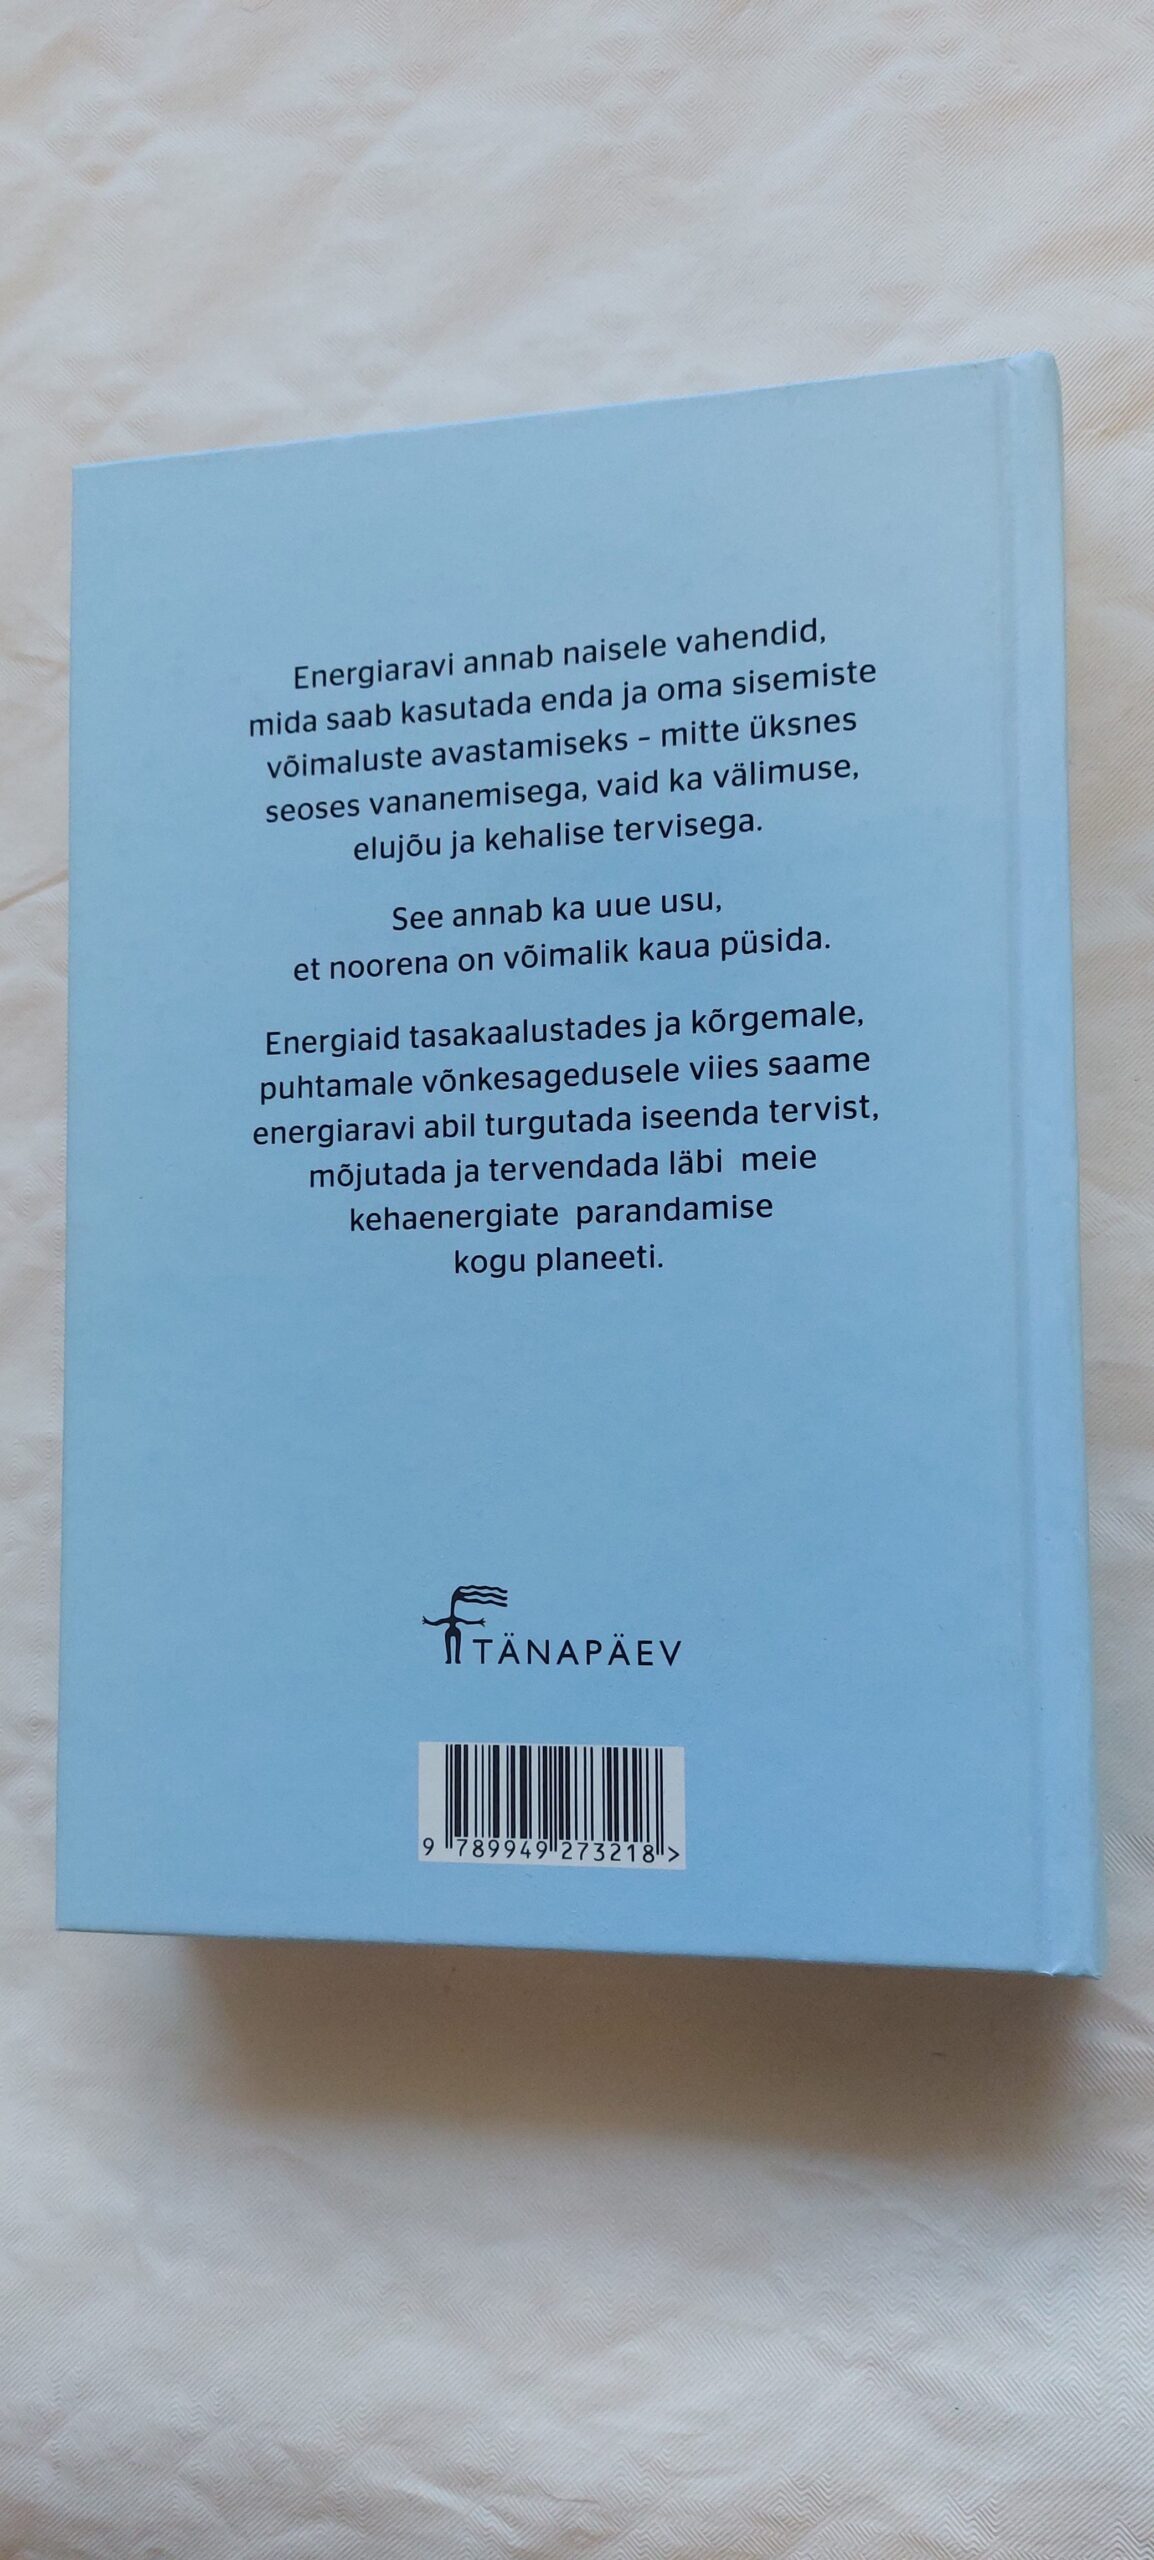 Energiaravi annab naisele vahendid,
mida saab kasutada enda ja oma sisemiste
võimaluste avastamiseks – mitte üksnes
seoses vananemisega, vaid ka välimuse,
elujõu ja kehalise tervisega.
See annab ka uue usu,
et noorena on võimalik kaua püsida.
Energiaid tasakaalustades ja kõrgemale,
puhtamale võnkesagedusele viies saame
energiaravi abil turgutada iseenda tervist,
mõjutada ja tervendada läbi meie
kehaenergiate parandamise
kogu planeeti.
TÄNAPÄEV
9 789949 273218 >